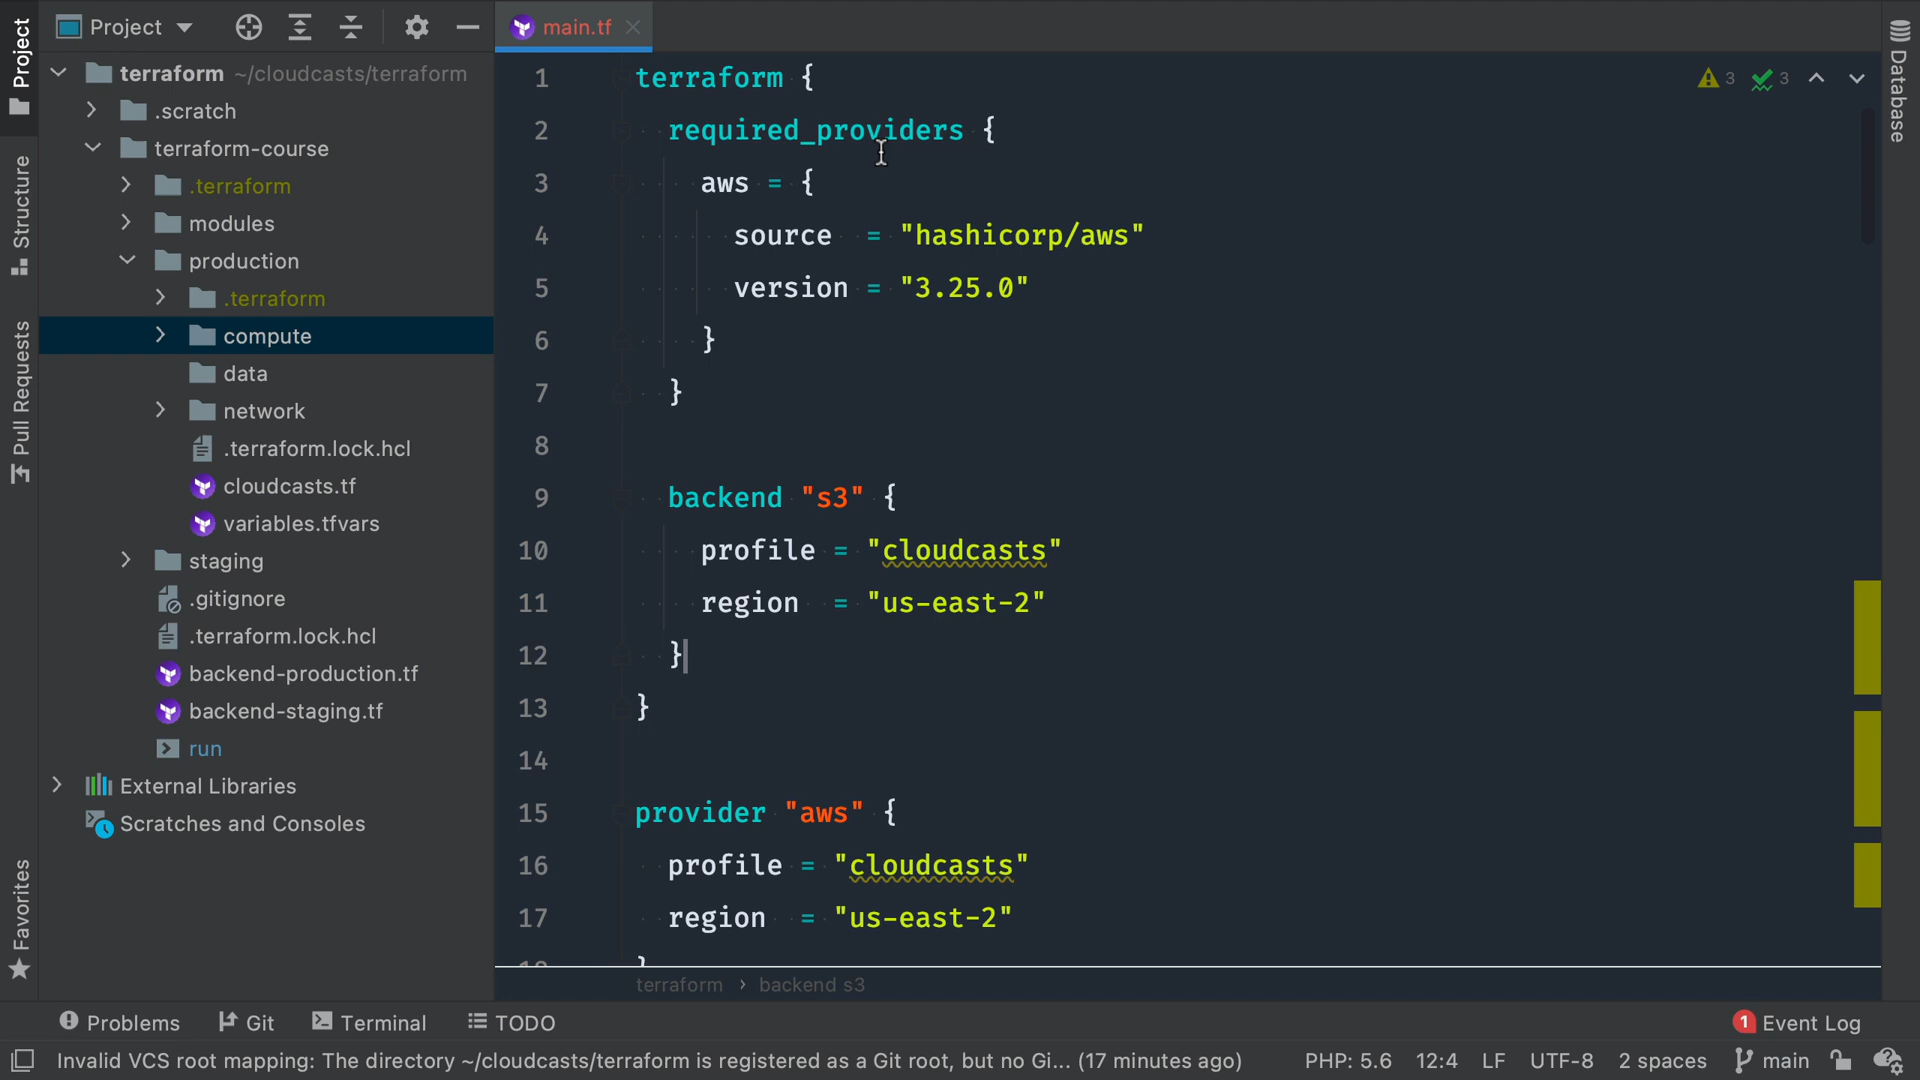 Project
main.tf
Project
Structure
Pull Requests
Favorites
terraform ~/cloudcasts/terraform
.scratch
terraform-course
.terraform
modules
production
.terraform
compute
data
network
.terraform.lock.hcl
cloudcasts.tf
variables.tfvars
staging
.gitignore
.terraform.lock.hcl
backend-production.tf
backend-staging.tf
run
External Libraries
Scratches and Consoles
1 terraform {
2 required_providers {
3 aws = {
4 source = "hashicorp/aws"
5 version = "3.25.0"
6 }
7 }
8
9 backend "s3" {
10 profile = "cloudcasts"
11 region = "us-east-2"
12 }
13 }
14
15 provider "aws" {
16 profile = "cloudcasts"
17 region = "us-east-2"
3 3
Database
terraform › backend s3
Problems Git Terminal TODO
1 Event Log
Invalid VCS root mapping: The directory ~/cloudcasts/terraform is registered as a Git root, but no Gi... (17 minutes ago) PHP: 5.6 12:4 LF UTF-8 2 spaces main